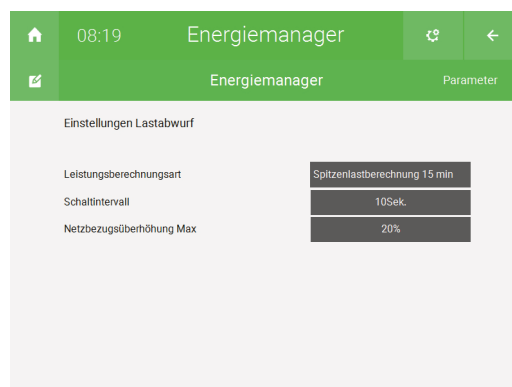 08:19 Energiemanager
Energiemanager Parameter
Einstellungen Lastabwurf
Leistungsberechnungsart Spitzenlastberechnung 15 min
Schaltintervall 10Sek.
Netzbezugsüberhöhung Max 20%